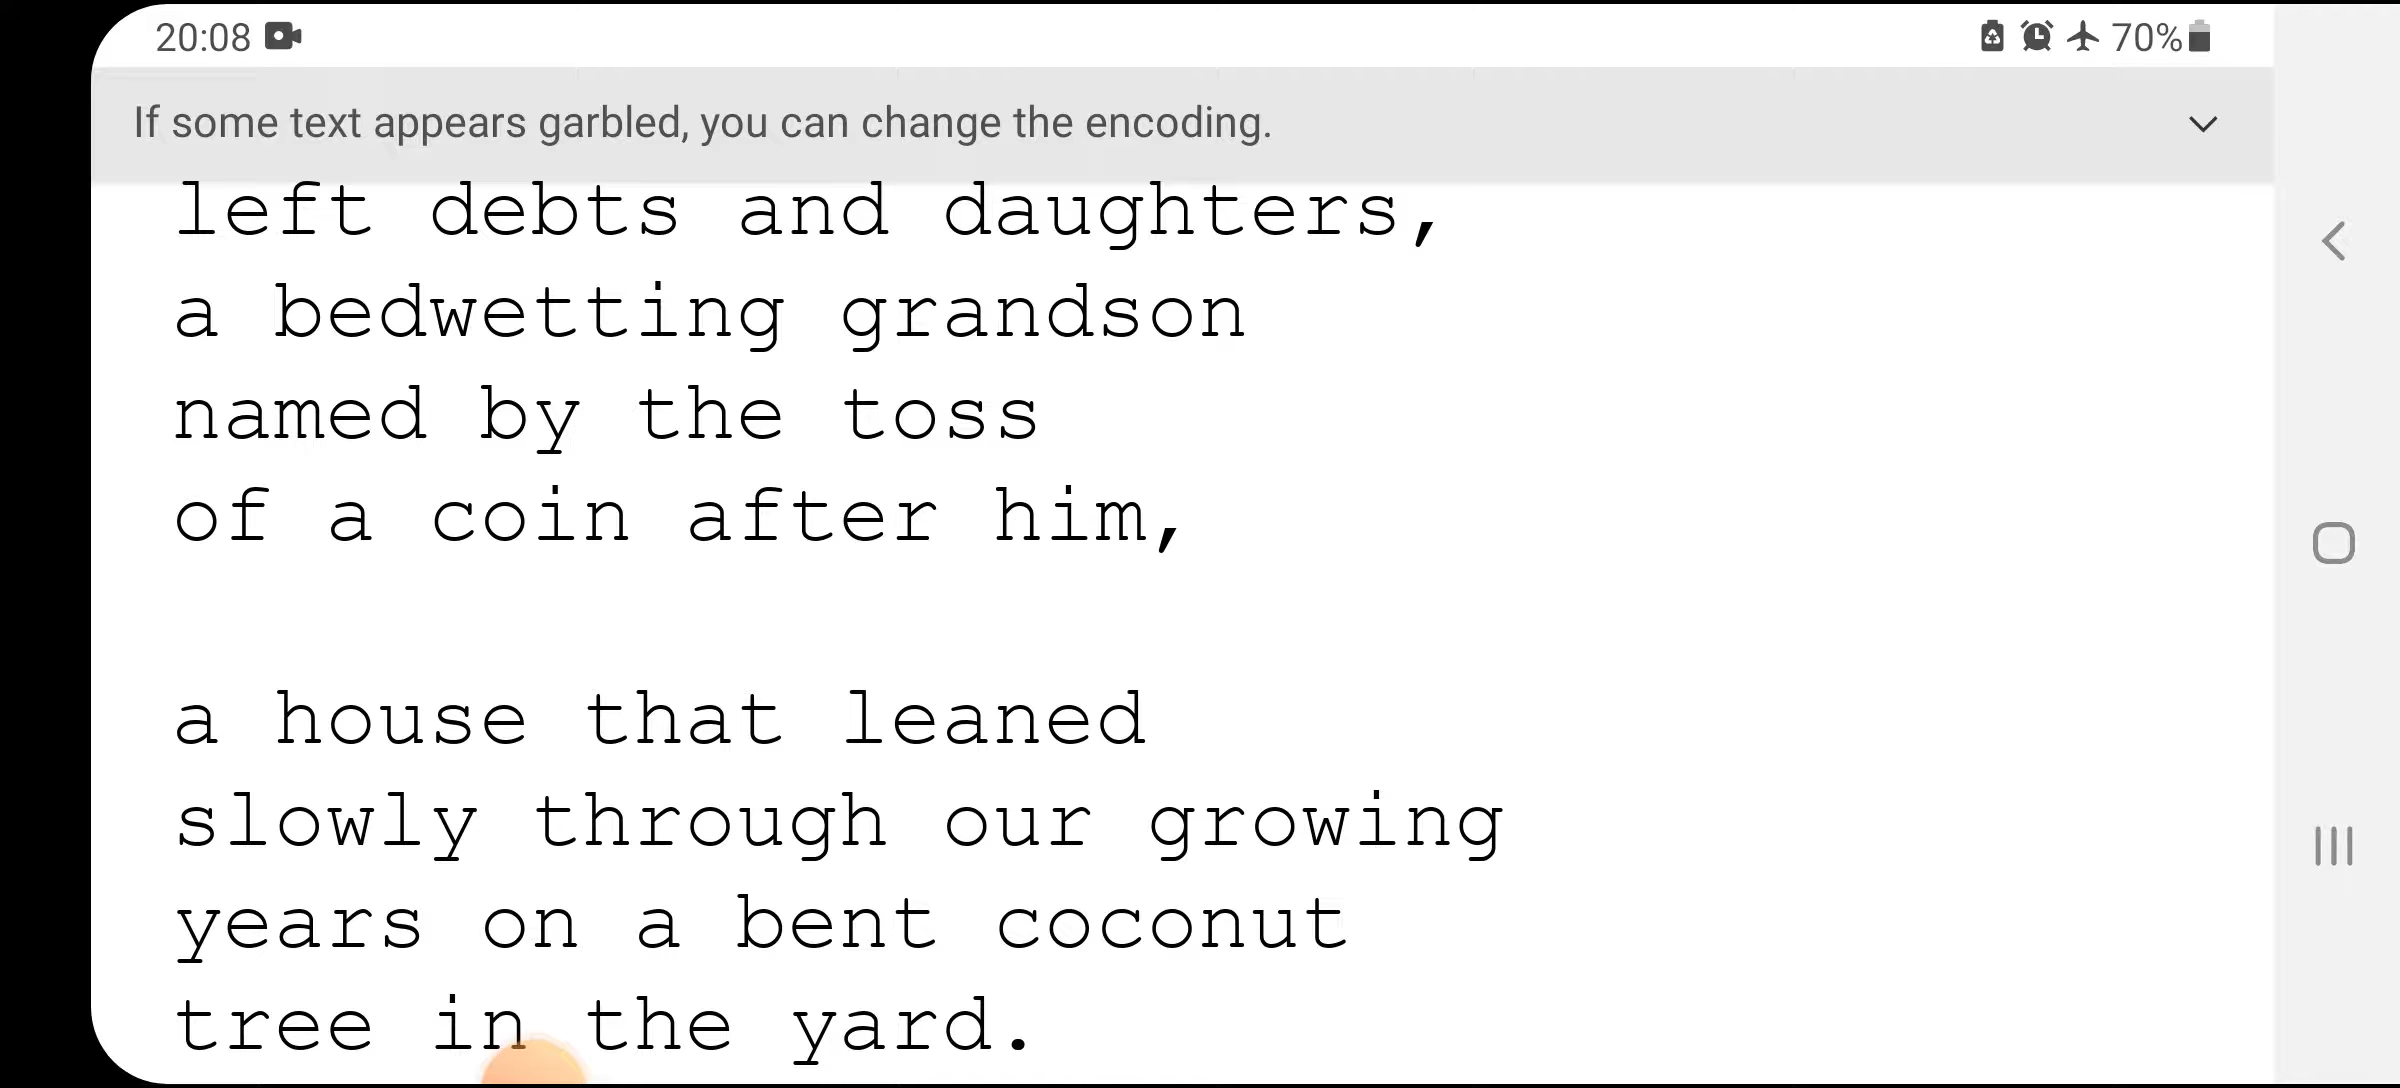 20:08 70%
If some text appears garbled, you can change the encoding.
left debts and daughters,
a bedwetting grandson
named by the toss
of a coin after him,
a house that leaned
slowly through our growing
years on a bent coconut
tree in the yard.